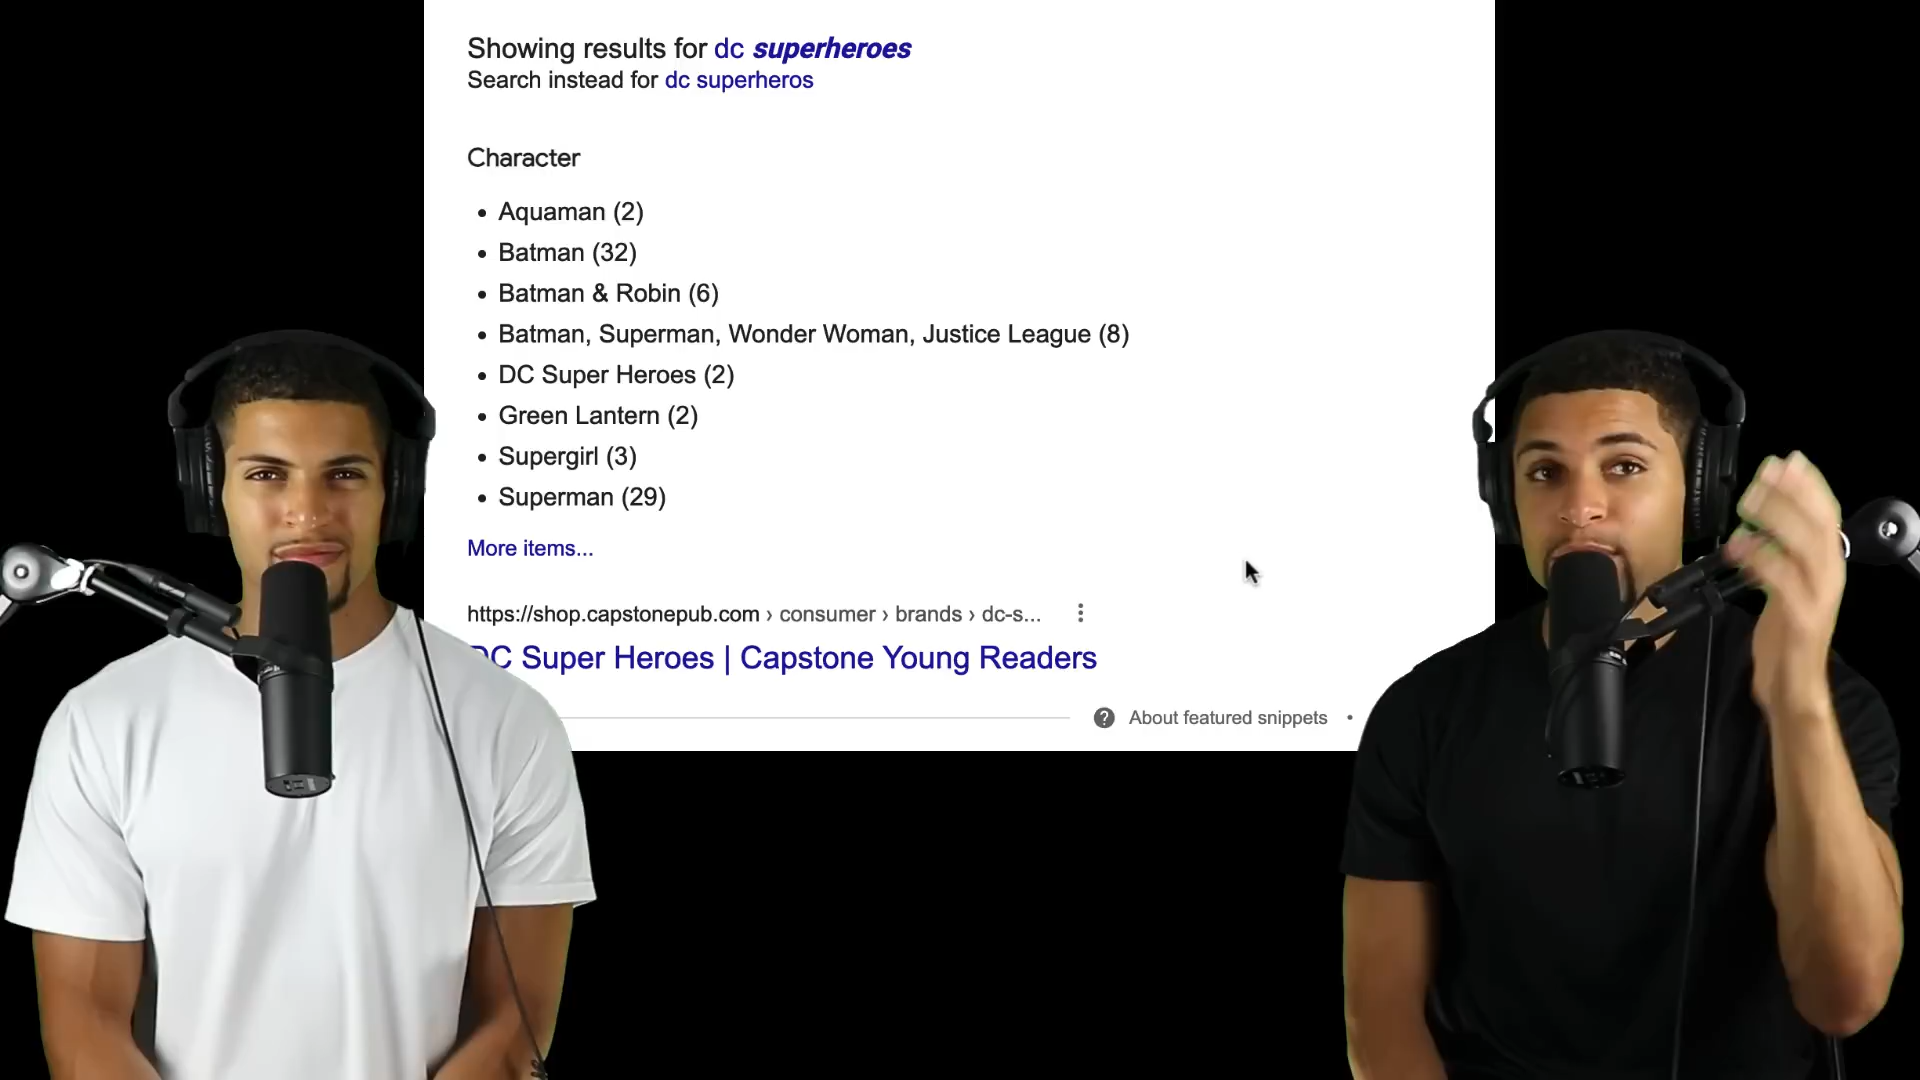 Showing results for dc superheroes
Search instead for dc superheros
Character
• Aquaman (2)
• Batman (32)
• Batman & Robin (6)
• Batman, Superman, Wonder Woman, Justice League (8)
• DC Super Heroes (2)
• Green Lantern (2)
• Supergirl (3)
• Superman (29)
More items...
https://shop.capstonepub.com › consumer › brands › dc-s...
DC Super Heroes | Capstone Young Readers
About featured snippets •